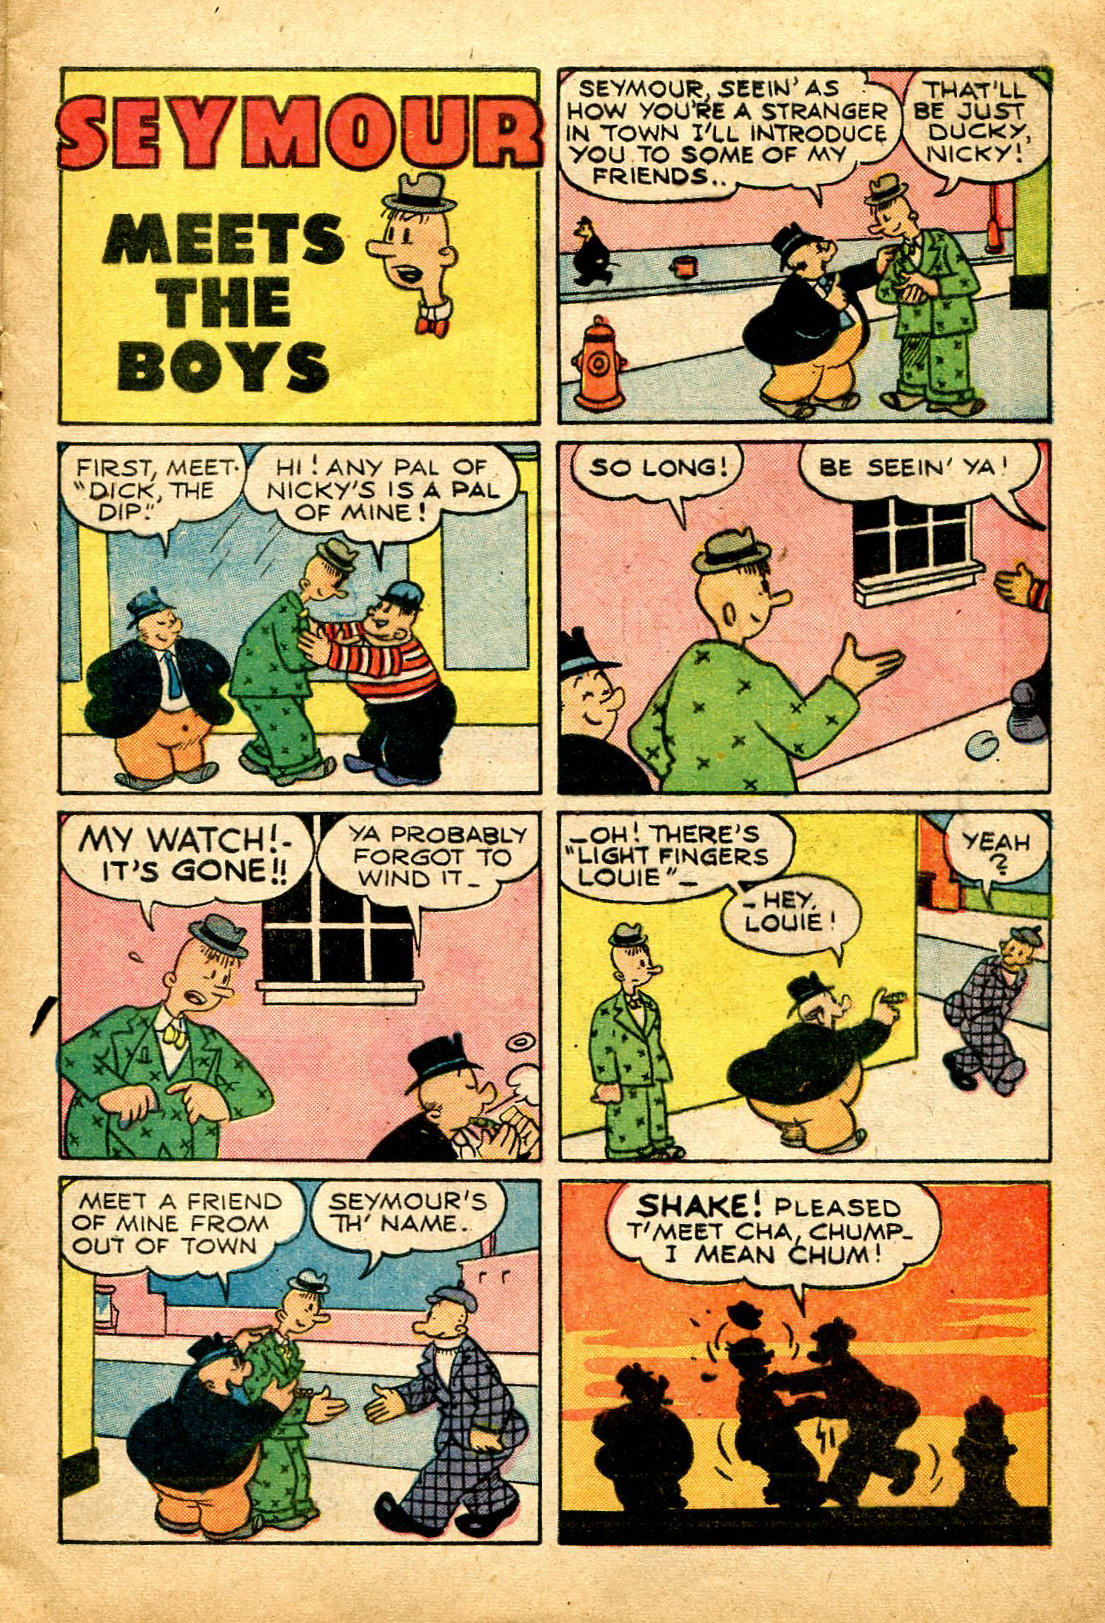 SEYMOUR
MEETS
THE
BOYS
SEYMOUR, SEEIN' AS
HOW YOU'RE A STRANGER
IN TOWN I'LL INTRODUCE
YOU TO SOME OF MY
FRIENDS..
THAT'LL
BE JUST
DUCKY,
NICKY!
FIRST, MEET
"DICK, THE
DIP."
HI! ANY PAL OF
NICKY'S IS A PAL
OF MINE!
SO LONG!
BE SEEIN' YA!
MY WATCH!-
IT'S GONE!!
YA PROBABLY
FORGOT TO
WIND IT-
-OH! THERE'S
"LIGHT FINGERS
LOUIE"-
-HEY,
LOUIE!
YEAH
?
MEET A FRIEND
OF MINE FROM
OUT OF TOWN
SEYMOUR'S
TH' NAME.
SHAKE! PLEASED
T'MEET CHA, CHUMP-
I MEAN CHUM!